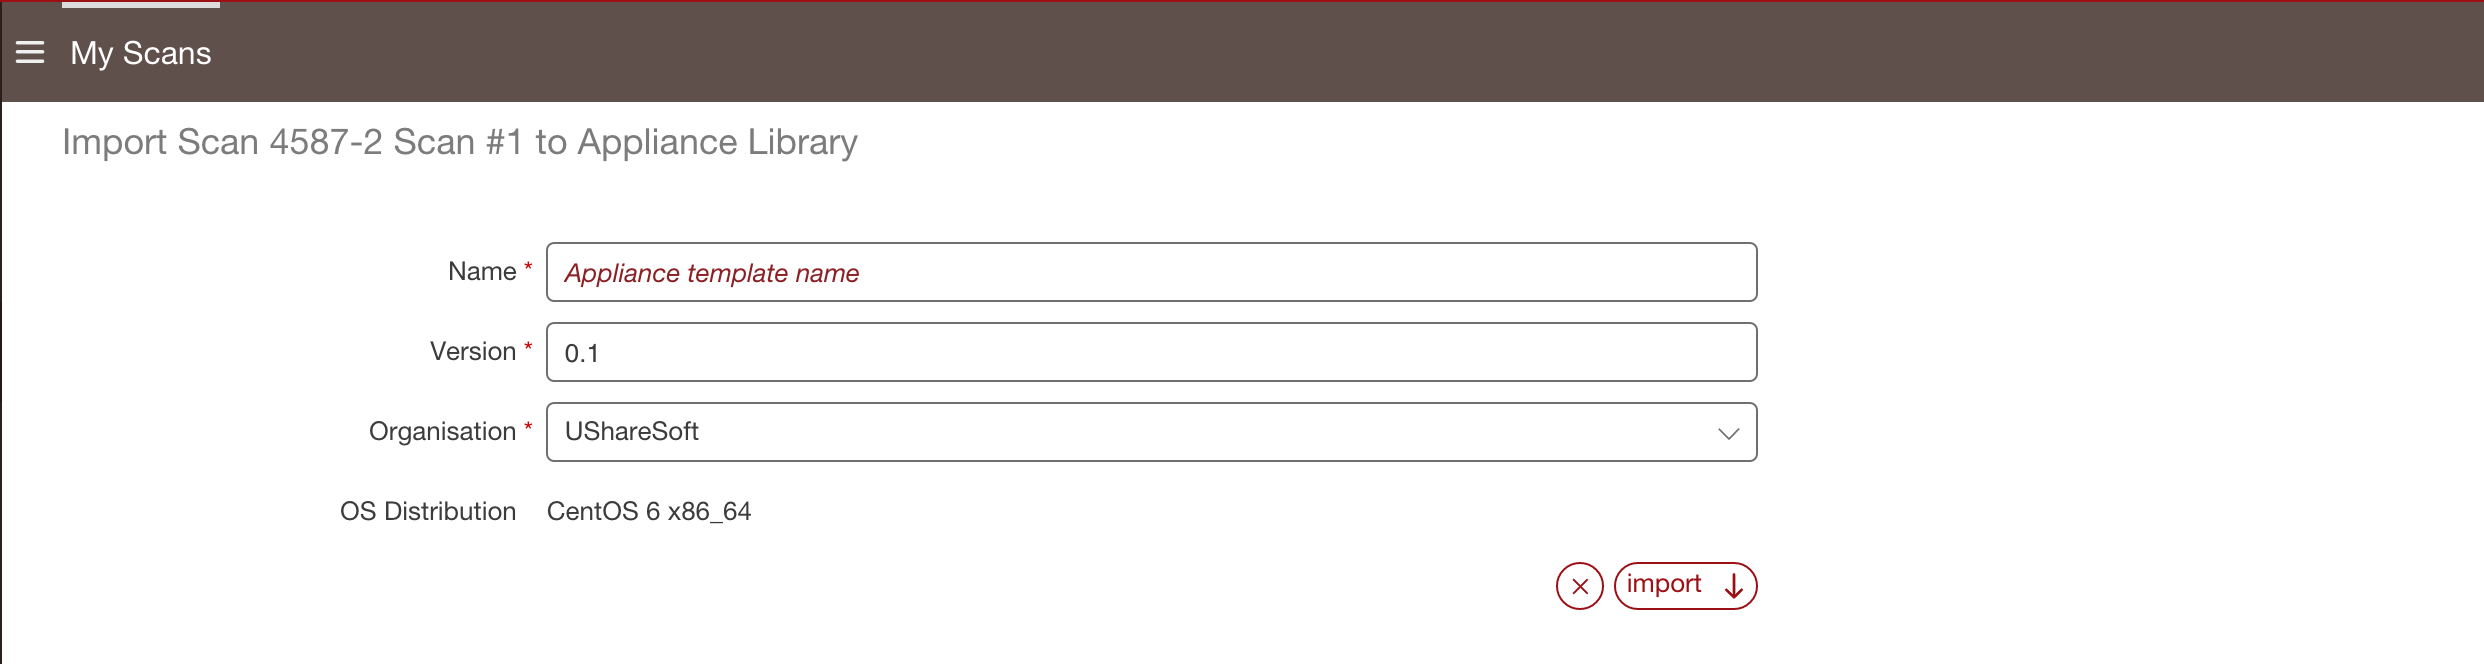 My Scans
Import Scan 4587-2 Scan #1 to Appliance Library
Name * Appliance template name
Version * 0.1
Organisation * UShareSoft
OS Distribution CentOS 6 x86_64
import